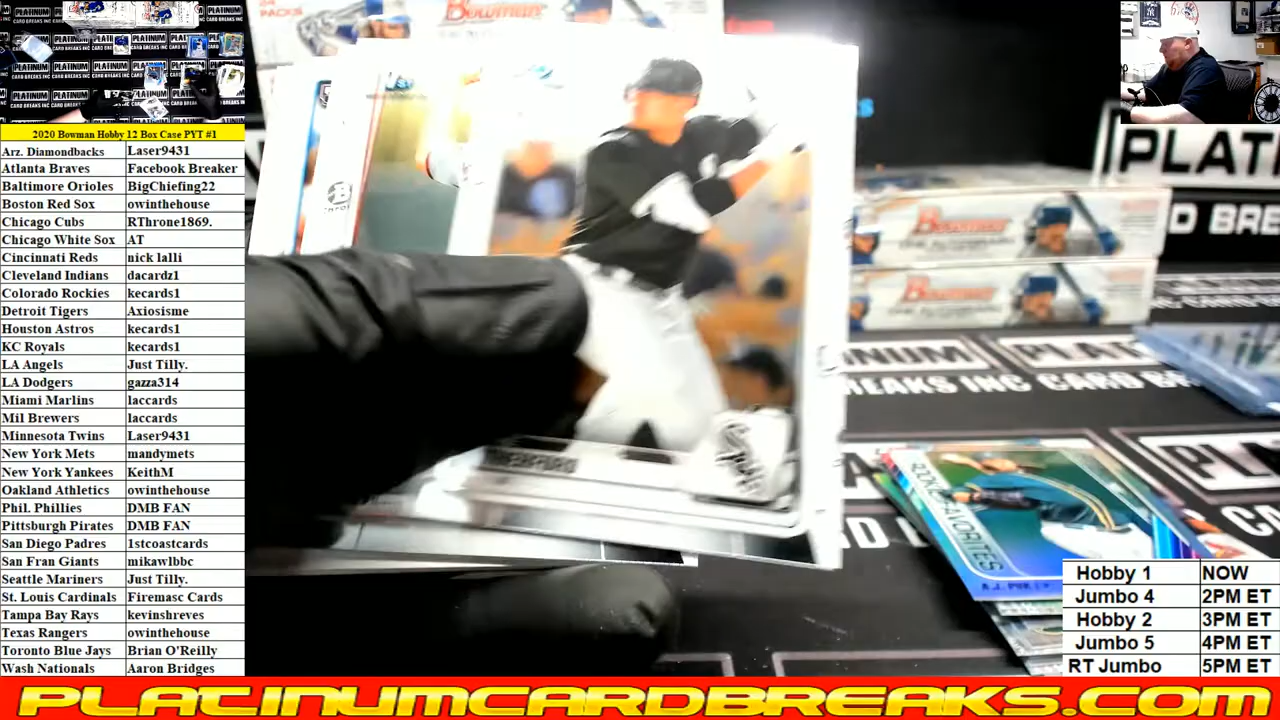 2020 Bowman Hobby 12 Box Case PYT #1
Arz. Diamondbacks Laser9431
Atlanta Braves Facebook Breaker
Baltimore Orioles BigChiefing22
Boston Red Sox owinthehouse
Chicago Cubs RThrone1869.
Chicago White Sox AT
Cincinnati Reds nick lalli
Cleveland Indians dacardz1
Colorado Rockies kecards1
Detroit Tigers Axiosisme
Houston Astros kecards1
KC Royals kecards1
LA Angels Just Tilly.
LA Dodgers gazza314
Miami Marlins laccards
Mil Brewers laccards
Minnesota Twins Laser9431
New York Mets mandymets
New York Yankees KeithM
Oakland Athletics owinthehouse
Phil. Phillies DMB FAN
Pittsburgh Pirates DMB FAN
San Diego Padres 1stcoastcards
San Fran Giants mikawlbbc
Seattle Mariners Just Tilly.
St. Louis Cardinals Firemasc Cards
Tampa Bay Rays kevinshreves
Texas Rangers owinthehouse
Toronto Blue Jays Brian O'Reilly
Wash Nationals Aaron Bridges
PACKS
Bowman
Bowman
Bowman
Sox
A.J. PUK
Hobby 1 NOW
Jumbo 4 2PM ET
Hobby 2 3PM ET
Jumbo 5 4PM ET
RT Jumbo 5PM ET
PLATINUMCARDBREAKS.COM